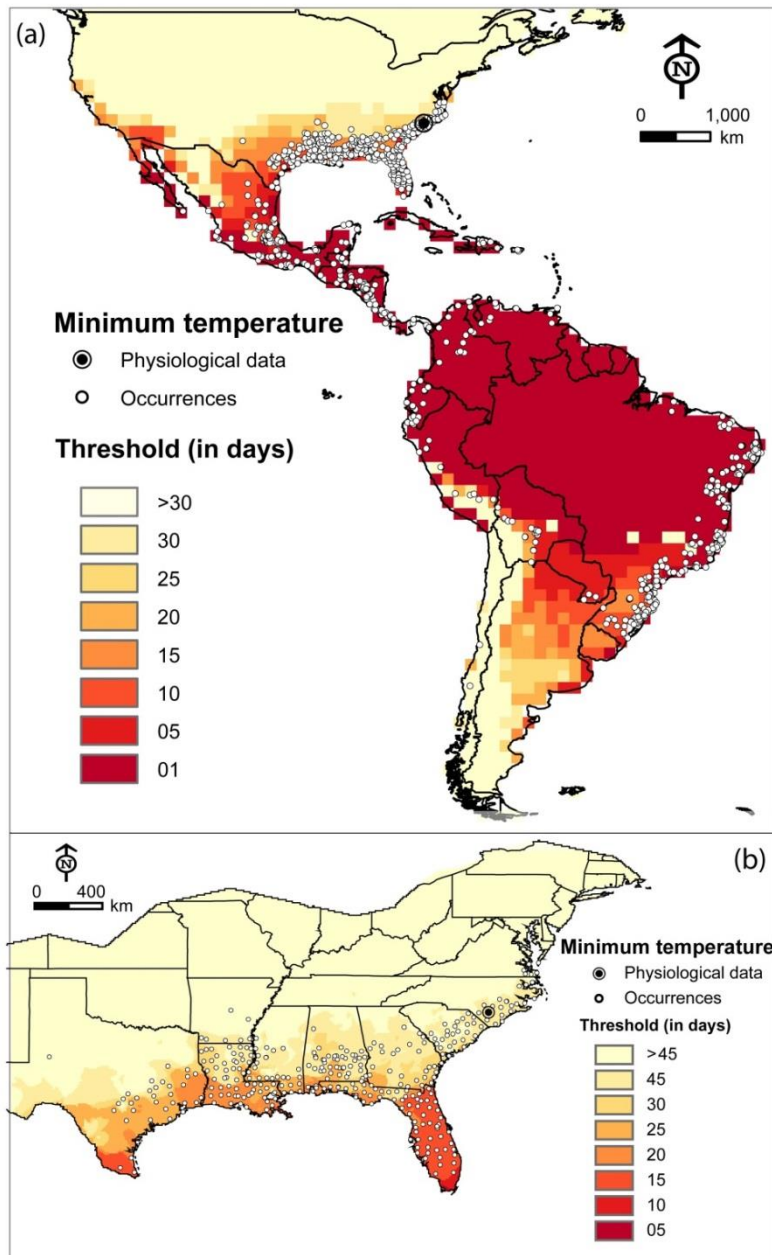 (a)
N
0 1,000
km
Minimum temperature
Physiological data
Occurrences
Threshold (in days)
>30
30
25
20
15
10
05
01
(b)
N
0 400
km
Minimum temperature
Physiological data
Occurrences
Threshold (in days)
>45
45
30
25
20
15
10
05